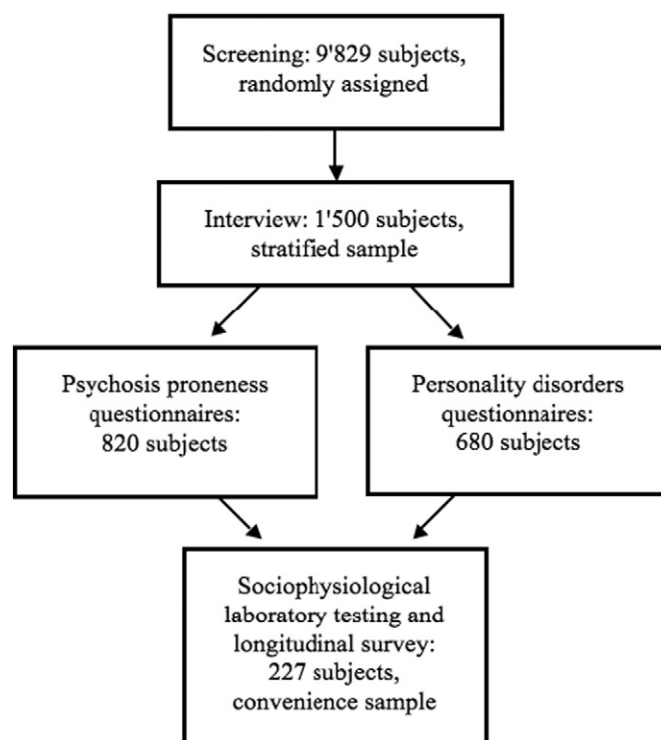 Screening: 9'829 subjects,
randomly assigned
Interview: 1'500 subjects,
stratified sample
Psychosis proneness
questionnaires:
820 subjects
Personality disorders
questionnaires:
680 subjects
Sociophysiological
laboratory testing and
longitudinal survey:
227 subjects,
convenience sample